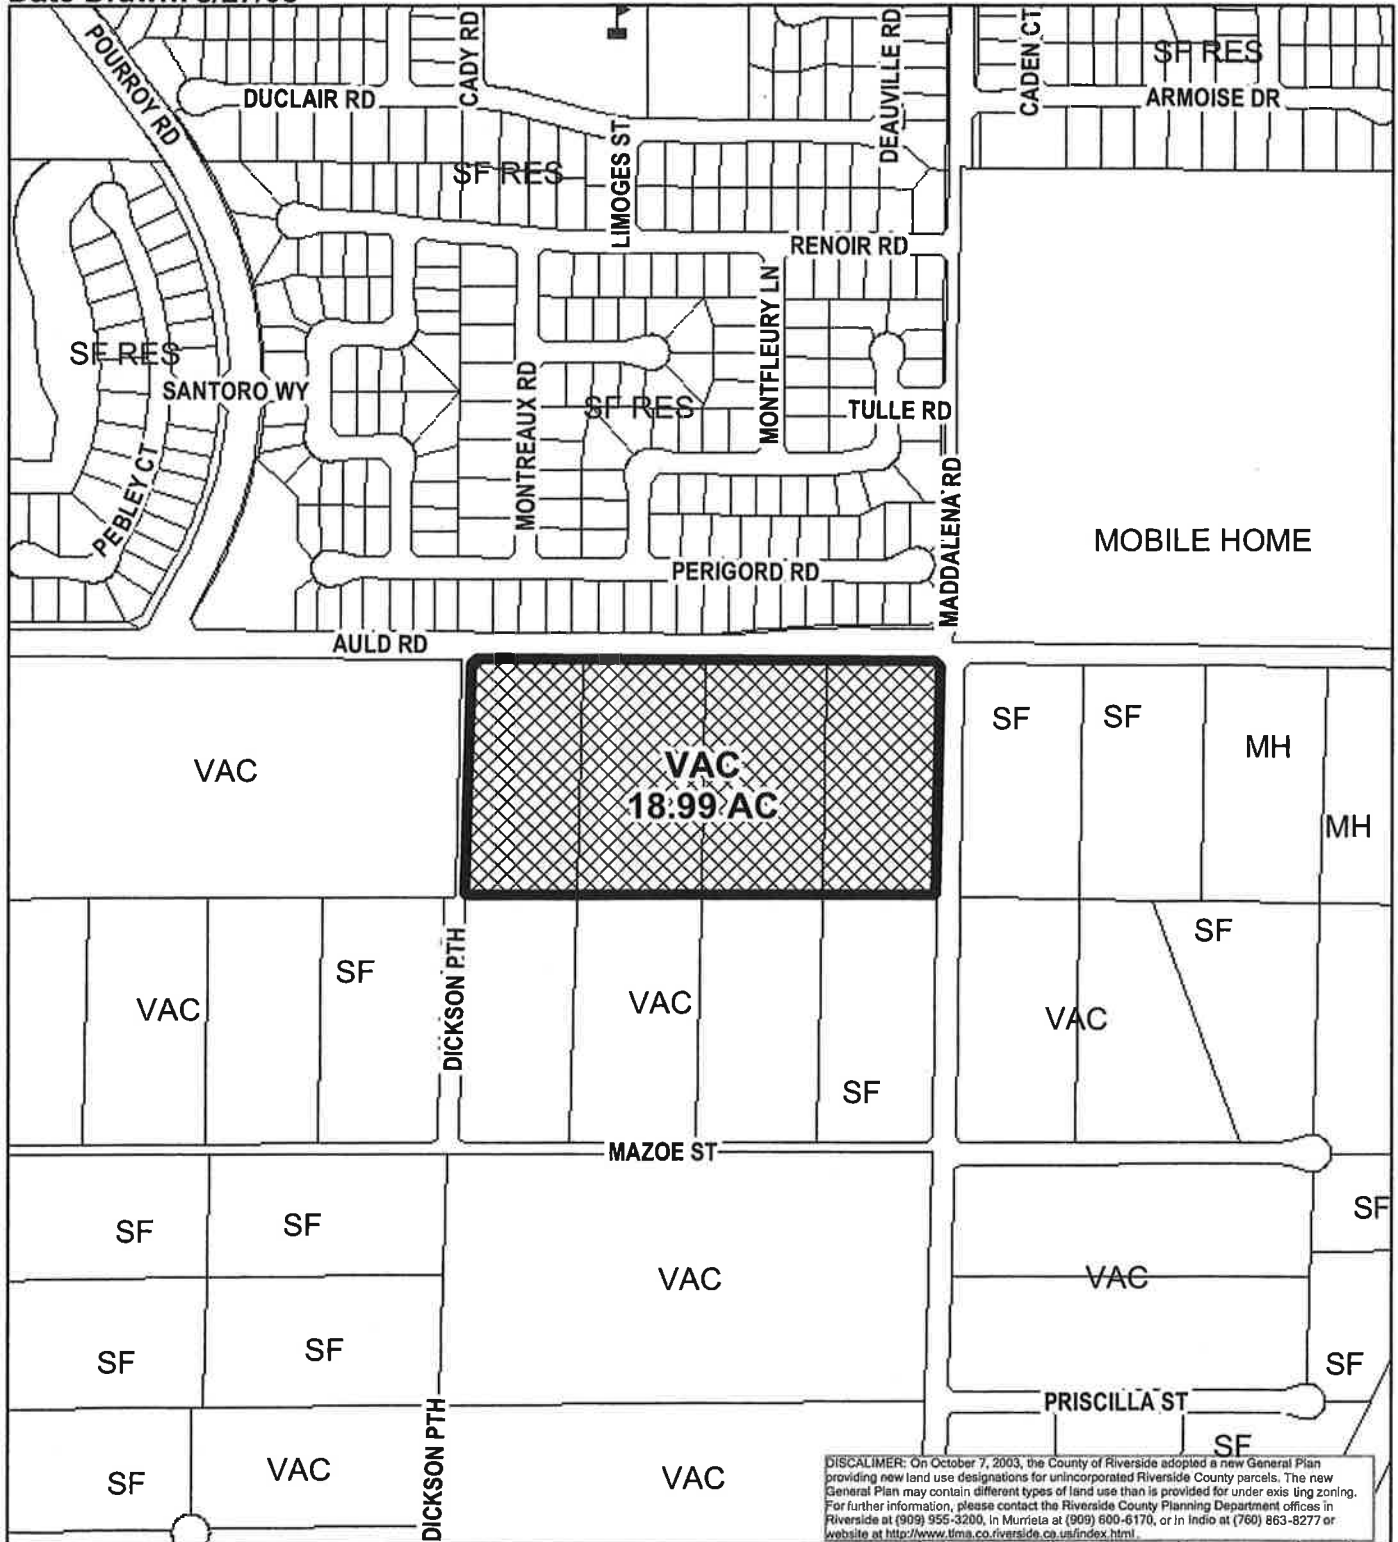 POURROY RD
CADY RD
DEAUVILLE RD
CADEN CT
SF RES
DUCLAIR RD
ARMOISE DR
LIMOGES ST
SF RES
RENOIR RD
MONTFLEURY LN
SF RES
SANTORO WY
MONTREAUX RD
SF RES
TULLE RD
PEBLEY CT
MADDALENA RD
MOBILE HOME
PERIGORD RD
AULD RD
SF
SF
MH
VAC
VAC
18.99 AC
MH
SF
SF
DICKSON PTH
VAC
VAC
VAC
SF
MAZOE ST
SF
SF
SF
VAC
VAC
SF
SF
SF
PRISCILLA ST
DICKSON PTH
SF
SF
VAC
VAC
DISCALIMER: On October 7, 2003, the County of Riverside adopted a new General Plan
providing new land use designations for unincorporated Riverside County parcels. The new
General Plan may contain different types of land use than is provided for under exis ting zoning.
For further information, please contact the Riverside County Planning Department offices in
Riverside at (909) 955-3200, in Murrieta at (909) 600-6170, or in Indio at (760) 863-8277 or
website at http://www.tlma.co.riverside.ca.us/index.html.